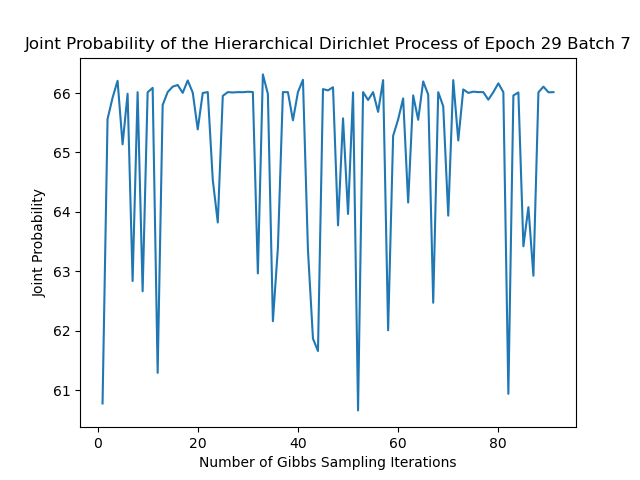 Joint Probability of the Hierarchical Dirichlet Process of Epoch 29 Batch 7
66
65
64
63
62
61
Joint Probability
0 20 40 60 80
Number of Gibbs Sampling Iterations